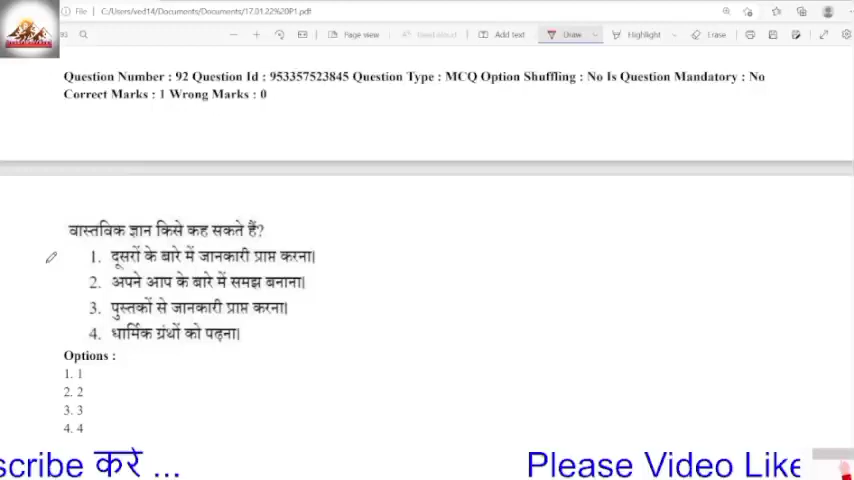 File
C:/Users/ved14/Documents/Documents/17.01.22%20P1.pdf
Page view
Read aloud
Add text
Draw
Highlight
Erase
Question Number : 92 Question Id : 953357523845 Question Type : MCQ Option Shuffling : No Is Question Mandatory : No
Correct Marks : 1 Wrong Marks : 0
वास्तविक ज्ञान किसे कह सकते हैं?
1. दूसरों के बारे में जानकारी प्राप्त करना।
2. अपने आप के बारे में समझ बनाना।
3. पुस्तकों से जानकारी प्राप्त करना।
4. धार्मिक ग्रंथों को पढ़ना।
Options :
1. 1
2. 2
3. 3
4. 4
scribe करे ...
Please Video Like